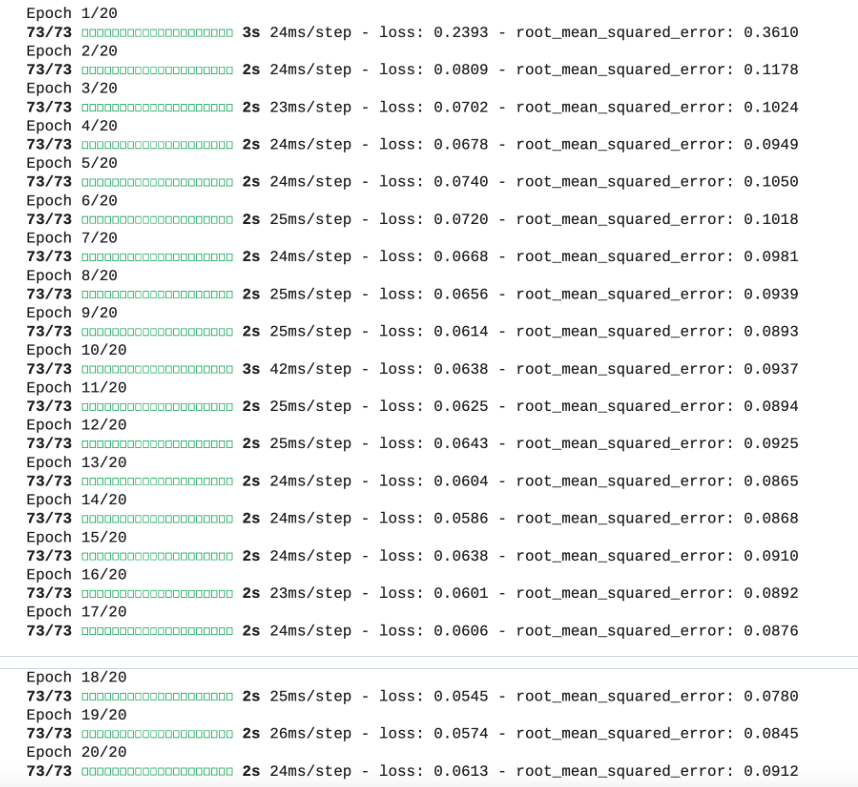 Epoch 1/20
73/73 ▯▯▯▯▯▯▯▯▯▯▯▯▯▯▯▯▯▯▯▯ 3s 24ms/step - loss: 0.2393 - root_mean_squared_error: 0.3610
Epoch 2/20
73/73 ▯▯▯▯▯▯▯▯▯▯▯▯▯▯▯▯▯▯▯▯ 2s 24ms/step - loss: 0.0809 - root_mean_squared_error: 0.1178
Epoch 3/20
73/73 ▯▯▯▯▯▯▯▯▯▯▯▯▯▯▯▯▯▯▯▯ 2s 23ms/step - loss: 0.0702 - root_mean_squared_error: 0.1024
Epoch 4/20
73/73 ▯▯▯▯▯▯▯▯▯▯▯▯▯▯▯▯▯▯▯▯ 2s 24ms/step - loss: 0.0678 - root_mean_squared_error: 0.0949
Epoch 5/20
73/73 ▯▯▯▯▯▯▯▯▯▯▯▯▯▯▯▯▯▯▯▯ 2s 24ms/step - loss: 0.0740 - root_mean_squared_error: 0.1050
Epoch 6/20
73/73 ▯▯▯▯▯▯▯▯▯▯▯▯▯▯▯▯▯▯▯▯ 2s 25ms/step - loss: 0.0720 - root_mean_squared_error: 0.1018
Epoch 7/20
73/73 ▯▯▯▯▯▯▯▯▯▯▯▯▯▯▯▯▯▯▯▯ 2s 24ms/step - loss: 0.0668 - root_mean_squared_error: 0.0981
Epoch 8/20
73/73 ▯▯▯▯▯▯▯▯▯▯▯▯▯▯▯▯▯▯▯▯ 2s 25ms/step - loss: 0.0656 - root_mean_squared_error: 0.0939
Epoch 9/20
73/73 ▯▯▯▯▯▯▯▯▯▯▯▯▯▯▯▯▯▯▯▯ 2s 25ms/step - loss: 0.0614 - root_mean_squared_error: 0.0893
Epoch 10/20
73/73 ▯▯▯▯▯▯▯▯▯▯▯▯▯▯▯▯▯▯▯▯ 3s 42ms/step - loss: 0.0638 - root_mean_squared_error: 0.0937
Epoch 11/20
73/73 ▯▯▯▯▯▯▯▯▯▯▯▯▯▯▯▯▯▯▯▯ 2s 25ms/step - loss: 0.0625 - root_mean_squared_error: 0.0894
Epoch 12/20
73/73 ▯▯▯▯▯▯▯▯▯▯▯▯▯▯▯▯▯▯▯▯ 2s 25ms/step - loss: 0.0643 - root_mean_squared_error: 0.0925
Epoch 13/20
73/73 ▯▯▯▯▯▯▯▯▯▯▯▯▯▯▯▯▯▯▯▯ 2s 24ms/step - loss: 0.0604 - root_mean_squared_error: 0.0865
Epoch 14/20
73/73 ▯▯▯▯▯▯▯▯▯▯▯▯▯▯▯▯▯▯▯▯ 2s 24ms/step - loss: 0.0586 - root_mean_squared_error: 0.0868
Epoch 15/20
73/73 ▯▯▯▯▯▯▯▯▯▯▯▯▯▯▯▯▯▯▯▯ 2s 24ms/step - loss: 0.0638 - root_mean_squared_error: 0.0910
Epoch 16/20
73/73 ▯▯▯▯▯▯▯▯▯▯▯▯▯▯▯▯▯▯▯▯ 2s 23ms/step - loss: 0.0601 - root_mean_squared_error: 0.0892
Epoch 17/20
73/73 ▯▯▯▯▯▯▯▯▯▯▯▯▯▯▯▯▯▯▯▯ 2s 24ms/step - loss: 0.0606 - root_mean_squared_error: 0.0876
Epoch 18/20
73/73 ▯▯▯▯▯▯▯▯▯▯▯▯▯▯▯▯▯▯▯▯ 2s 25ms/step - loss: 0.0545 - root_mean_squared_error: 0.0780
Epoch 19/20
73/73 ▯▯▯▯▯▯▯▯▯▯▯▯▯▯▯▯▯▯▯▯ 2s 26ms/step - loss: 0.0574 - root_mean_squared_error: 0.0845
Epoch 20/20
73/73 ▯▯▯▯▯▯▯▯▯▯▯▯▯▯▯▯▯▯▯▯ 2s 24ms/step - loss: 0.0613 - root_mean_squared_error: 0.0912